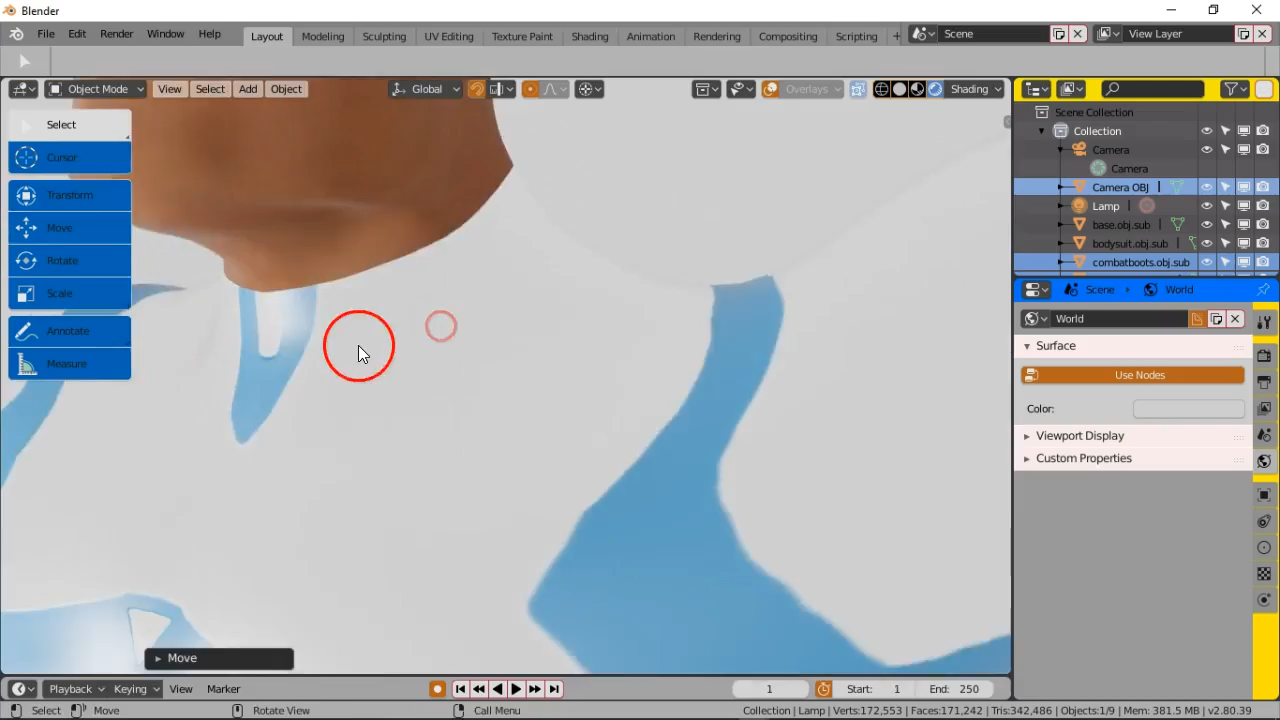 Blender
File Edit Render Window Help Layout Modeling Sculpting UV Editing Texture Paint Shading Animation Rendering Compositing Scripting + Scene View Layer
Object Mode View Select Add Object Global Overlays Shading
Select
Cursor
Transform
Move
Rotate
Scale
Annotate
Measure
Move
Scene Collection
Collection
Camera
Camera
Camera OBJ
Lamp
base.obj.sub
bodysuit.obj.sub
combatboots.obj.sub
Scene World
World
Surface
Use Nodes
Color:
Viewport Display
Custom Properties
Playback Keying View Marker 1 Start: 1 End: 250
Select Move Rotate View Call Menu Collection | Lamp | Verts:172,553 | Faces:171,242 | Tris:342,486 | Objects:1/9 | Mem: 381.5 MB | v2.80.39